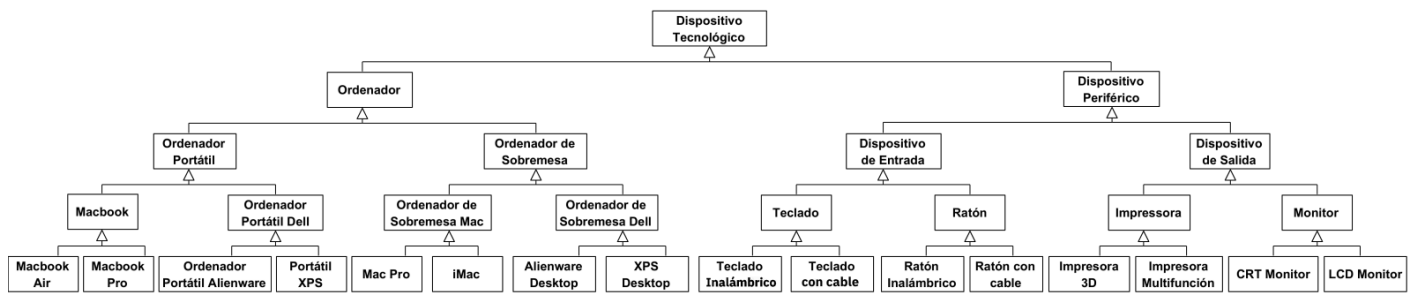 Dispositivo
Tecnológico
Ordenador
Dispositivo
Periférico
Ordenador
Portátil
Ordenador de
Sobremesa
Dispositivo
de Entrada
Dispositivo
de Salida
Macbook
Ordenador
Portátil Dell
Ordenador de
Sobremesa Mac
Ordenador de
Sobremesa Dell
Teclado
Ratón
Impressora
Monitor
Macbook
Air
Macbook
Pro
Ordenador
Portátil Alienware
Portátil
XPS
Mac Pro
iMac
Alienware
Desktop
XPS
Desktop
Teclado
Inalámbrico
Teclado
con cable
Ratón
Inalámbrico
Ratón con
cable
Impresora
3D
Impresora
Multifunción
CRT Monitor
LCD Monitor